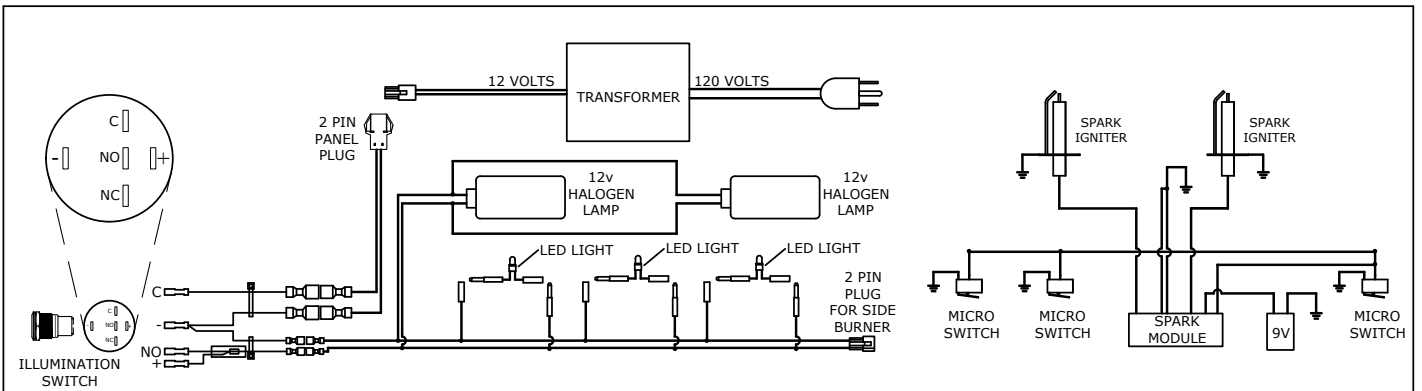 C
-
NO
+
NC
12 VOLTS
TRANSFORMER
120 VOLTS
2 PIN
PANEL
PLUG
12v
HALOGEN
LAMP
12v
HALOGEN
LAMP
LED LIGHT
LED LIGHT
LED LIGHT
2 PIN
PLUG
FOR SIDE
BURNER
C
-
NO
+
C
-
NO
+
NC
ILLUMINATION
SWITCH
SPARK
IGNITER
SPARK
IGNITER
MICRO
SWITCH
MICRO
SWITCH
SPARK
MODULE
9V
MICRO
SWITCH